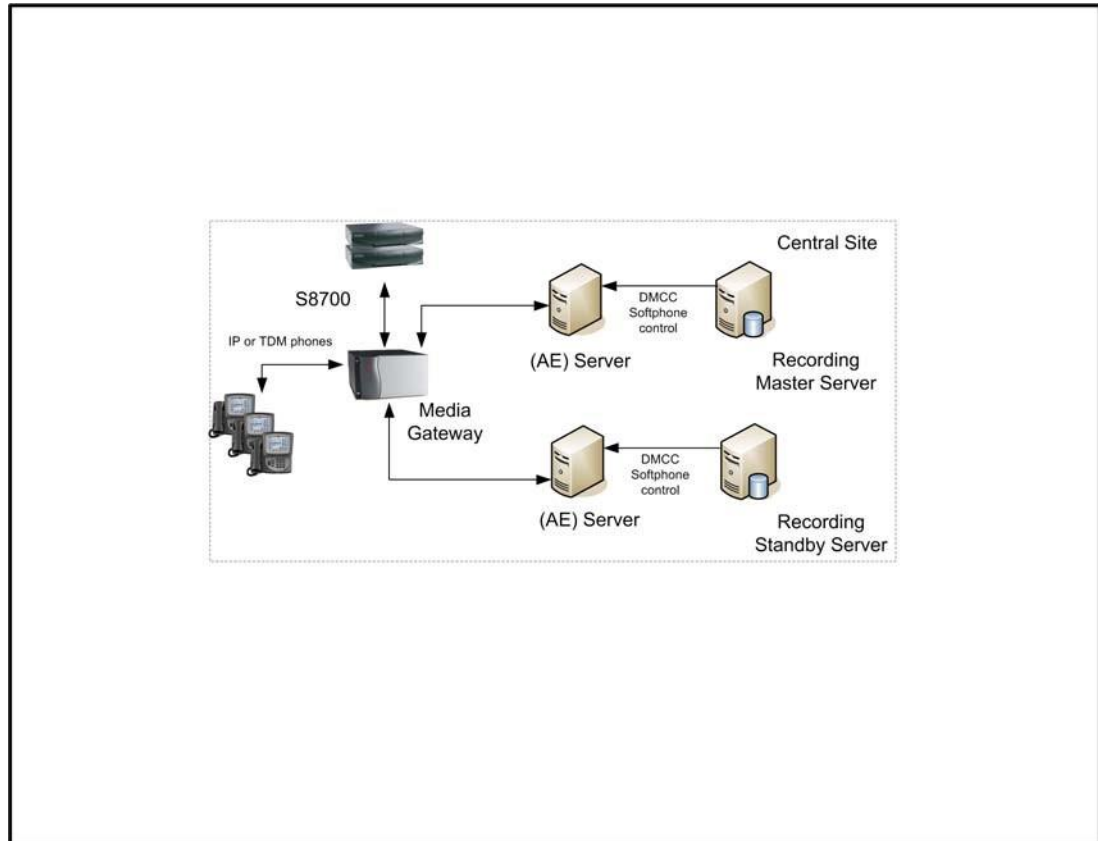 Central Site
S8700
DMCC
Softphone
control
IP or TDM phones
(AE) Server
Recording
Master Server
Media
Gateway
DMCC
Softphone
control
(AE) Server
Recording
Standby Server